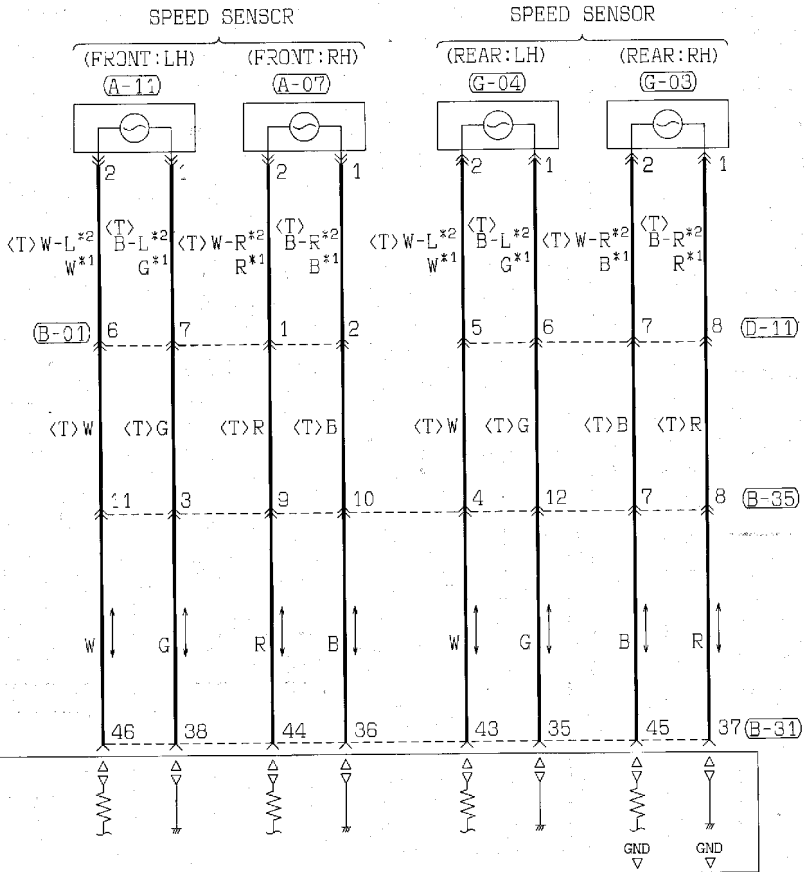 SPEED SENSOR SPEED SENSOR
(FRONT:LH) (FRONT:RH) (REAR:LH) (REAR:RH)
A-11 A-07 G-04 G-03
2 1 2 1 2 1 2 1
<T> <T> <T> <T>
<T>W-L*2 B-L*2 <T>W-R*2 B-R*2 <T>W-L*2 B-L*2 <T>W-R*2 B-R*2
W*1 G*1 R*1 B*1 W*1 G*1 B*1 R*1
B-01 6 7 1 2 5 6 7 8 D-11
<T>W <T>G <T>R <T>B <T>W <T>G <T>B <T>R
11 3 9 10 4 12 7 8 B-35
W G R B W G B R
46 38 44 36 43 35 45 37 B-31
GND GND